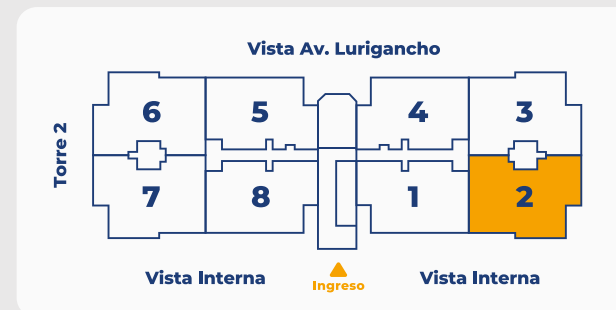 Vista Av. Lurigancho
Torre 2
6 5 4 3
7 8 1 2
Vista Interna
Ingreso
Vista Interna